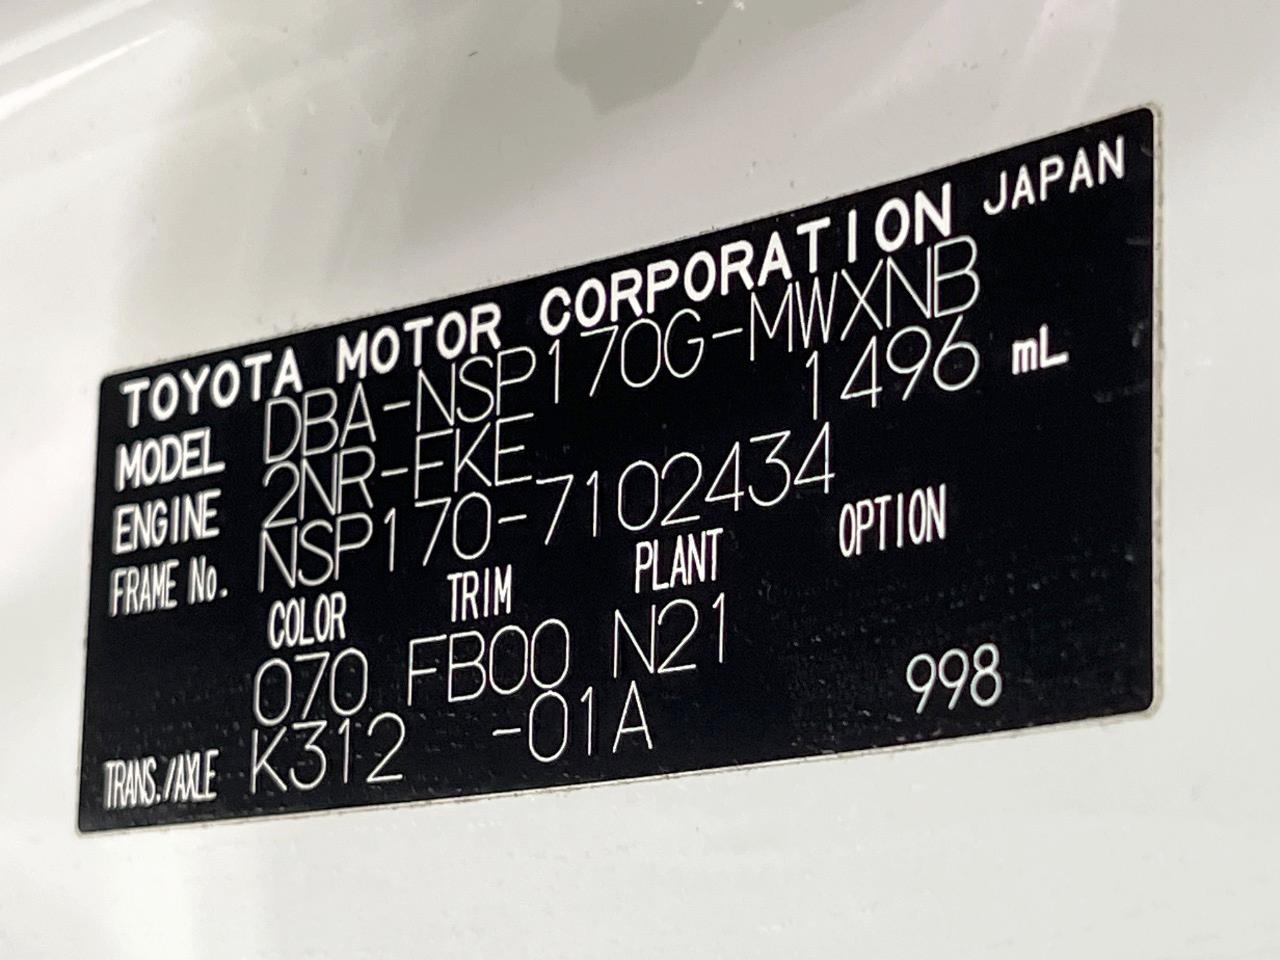 TOYOTA MOTOR CORPORATION JAPAN
MODEL DBA-NSP170G-MWXNB
ENGINE 2NR-FKE 1496 mL
FRAME No. NSP170-7102434
COLOR TRIM PLANT OPTION
070 FB00 N21
TRANS./AXLE K312 -01A 998